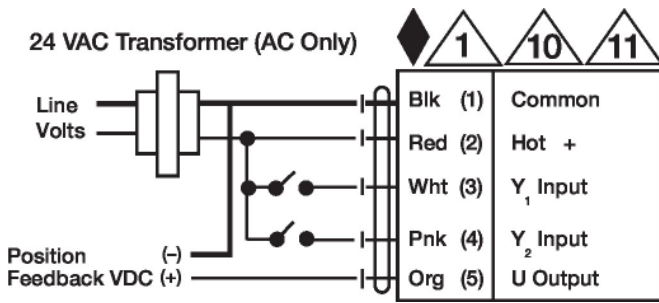 24 VAC Transformer (AC Only)
1
10
11
Line
Volts
Blk (1) Common
Red (2) Hot +
Wht (3) Y1 Input
Pnk (4) Y2 Input
Org (5) U Output
Position (–)
Feedback VDC (+)